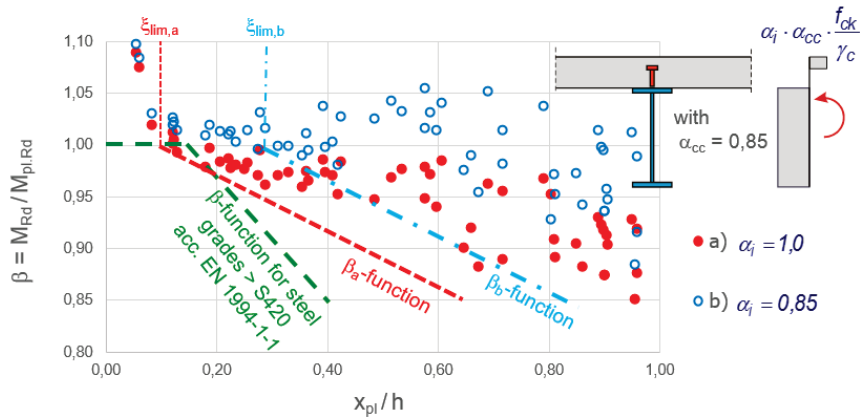 ξlim,a
ξlim,b
αi · αcc · fck/γc
1,10
1,05
1,00
0,95
0,90
0,85
0,80
β = MRd / Mpl.Rd
with
αcc = 0,85
β-function for steel
grades > S420
acc. EN 1994-1-1
βa-function
βb-function
a) αi = 1,0
b) αi = 0,85
0,00 0,20 0,40 0,60 0,80 1,00
xpl / h